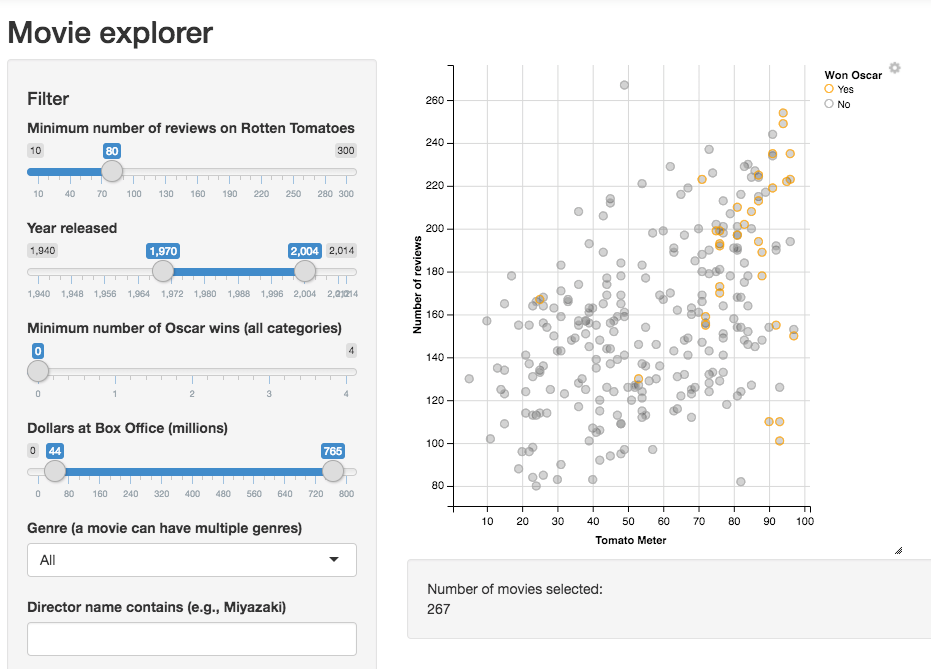 Movie explorer
Filter
Minimum number of reviews on Rotten Tomatoes
10 80 300
10 40 70 100 130 160 190 220 250 280 300
Year released
1,940 1,970 2,004 2,014
1,940 1,948 1,956 1,964 1,972 1,980 1,988 1,996 2,004 2,014
Minimum number of Oscar wins (all categories)
0 4
0 1 2 3 4
Dollars at Box Office (millions)
0 44 765
0 80 160 240 320 400 480 560 640 720 800
Genre (a movie can have multiple genres)
All
Director name contains (e.g., Miyazaki)
Number of reviews
260
240
220
200
180
160
140
120
100
80
10 20 30 40 50 60 70 80 90 100
Tomato Meter
Won Oscar
Yes
No
Number of movies selected:
267